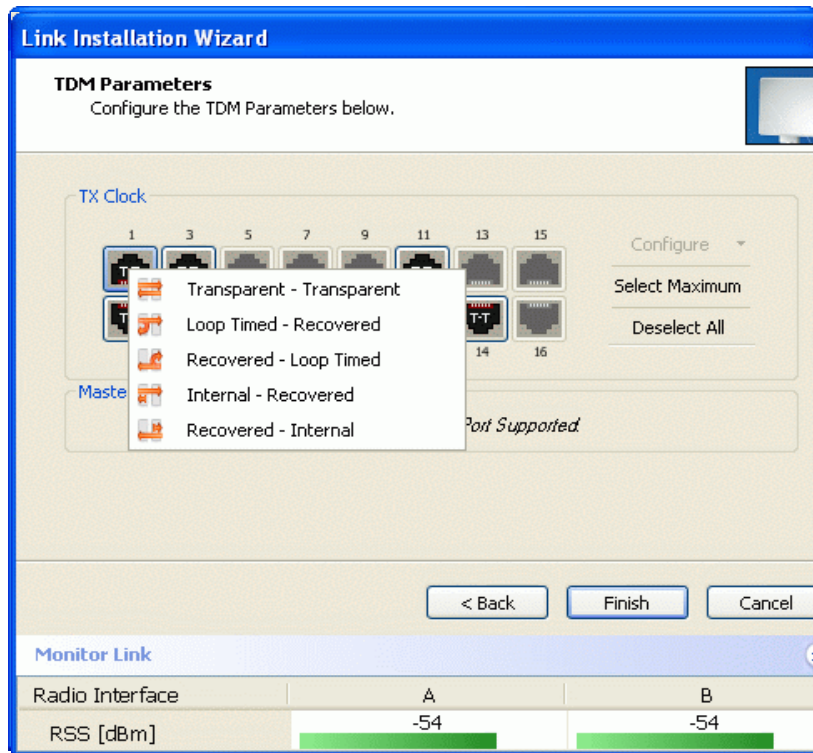 Link Installation Wizard
TDM Parameters
Configure the TDM Parameters below.
TX Clock
1 3 5 7 9 11 13 15
Configure
Select Maximum
Deselect All
Transparent - Transparent
Loop Timed - Recovered
Recovered - Loop Timed
Internal - Recovered
Recovered - Internal
T-T
14 16
Port Supported
< Back Finish Cancel
Monitor Link
Radio Interface A B
RSS [dBm] -54 -54